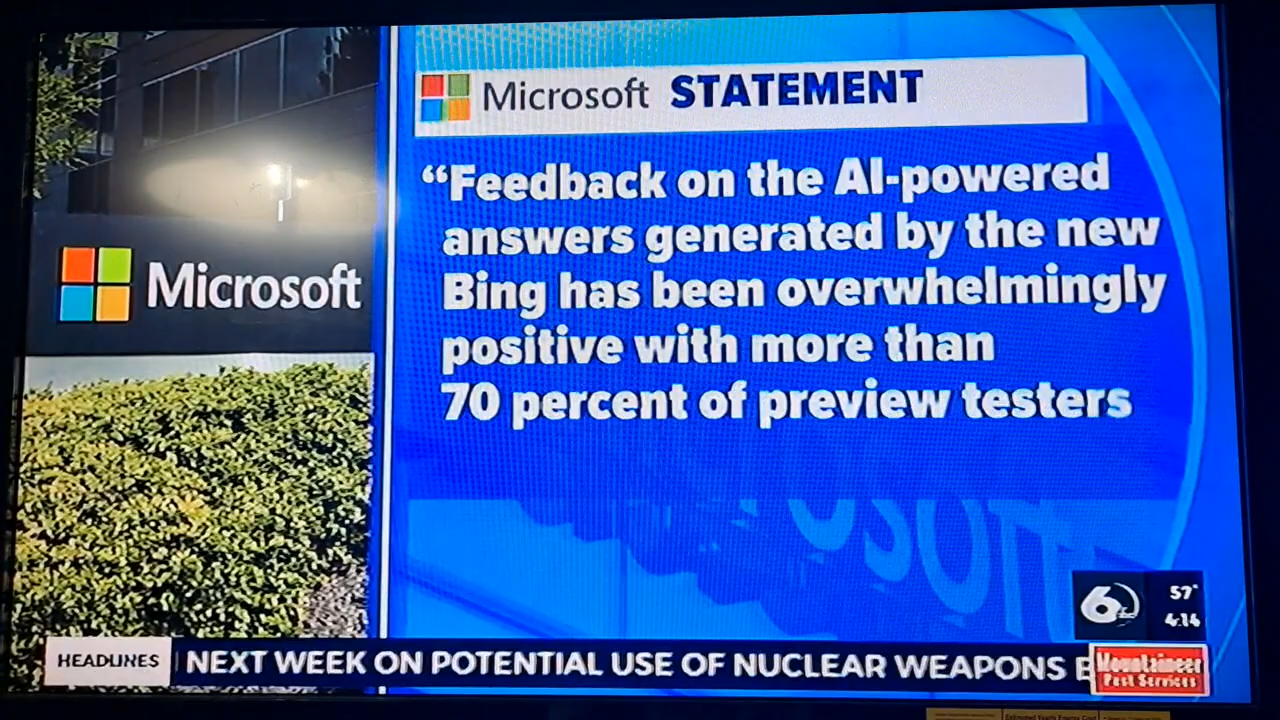 Microsoft STATEMENT
“Feedback on the AI-powered
answers generated by the new
Bing has been overwhelmingly
positive with more than
70 percent of preview testers
Microsoft
6
57°
4:14
HEADLINES
NEXT WEEK ON POTENTIAL USE OF NUCLEAR WEAPONS B
Mountaineer
Pest Services